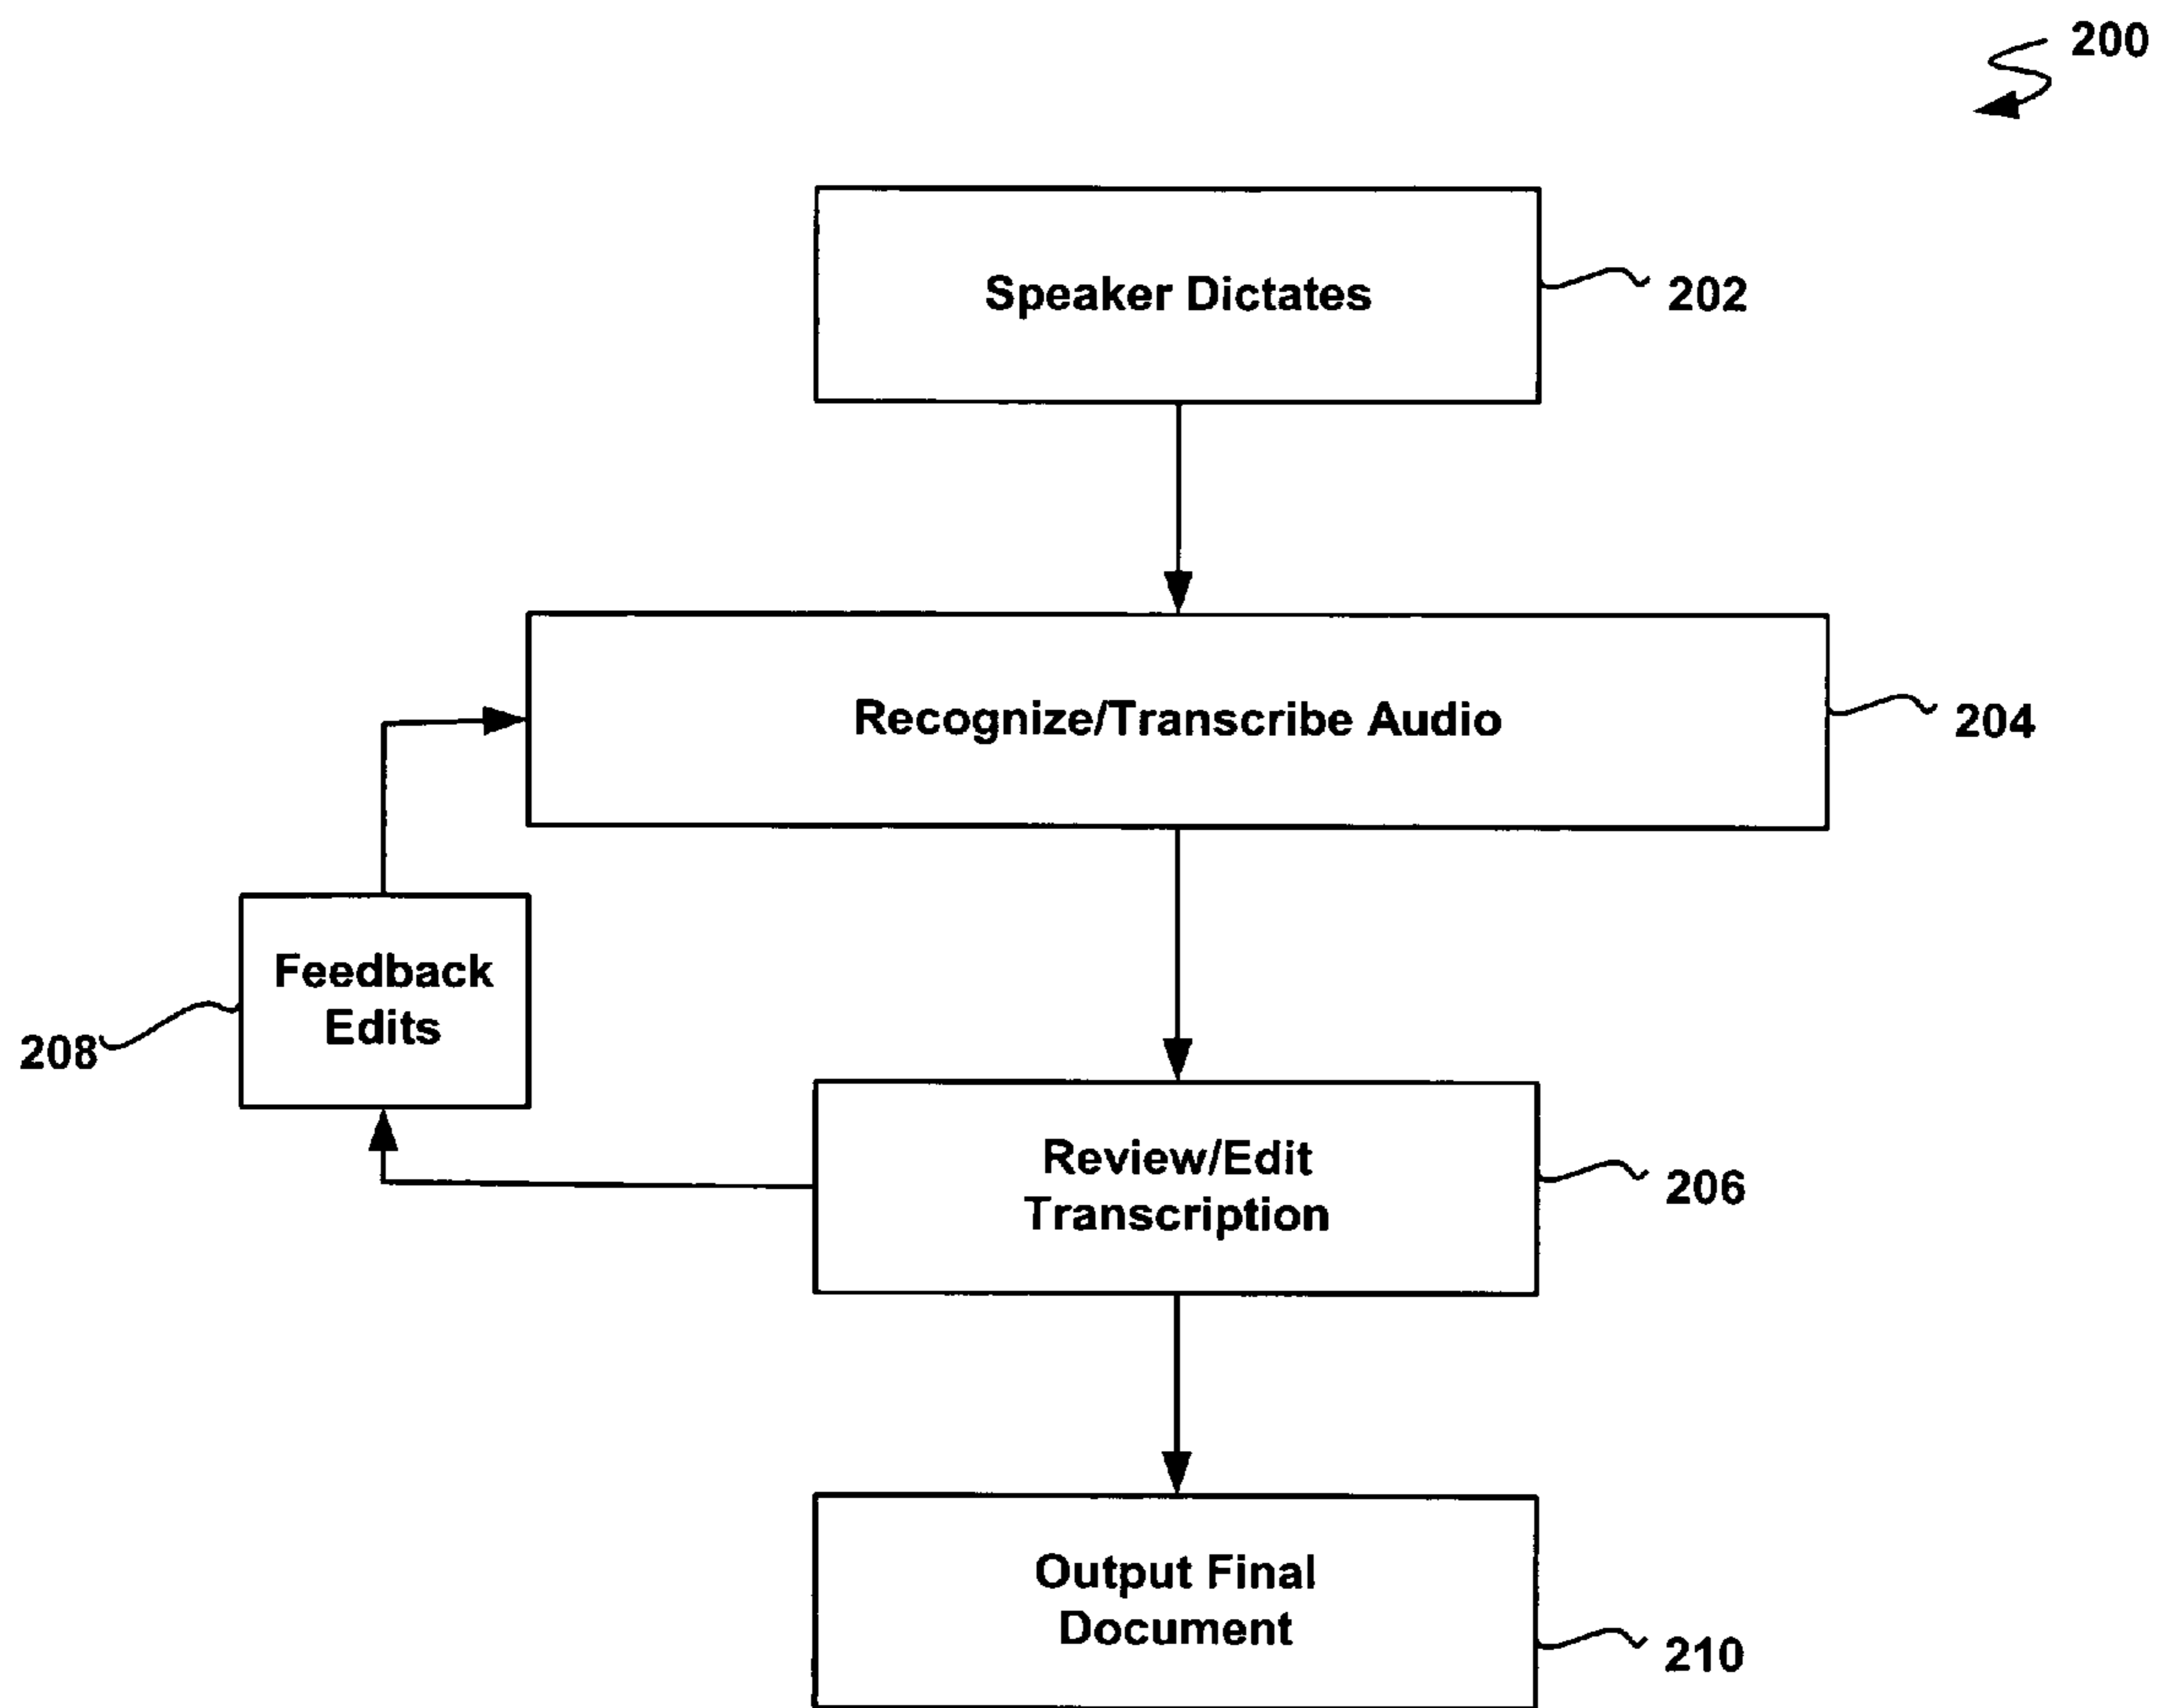 200
Speaker Dictates
202
Recognize/Transcribe Audio
204
Feedback
Edits
208
Review/Edit
Transcription
206
Output Final
Document
210